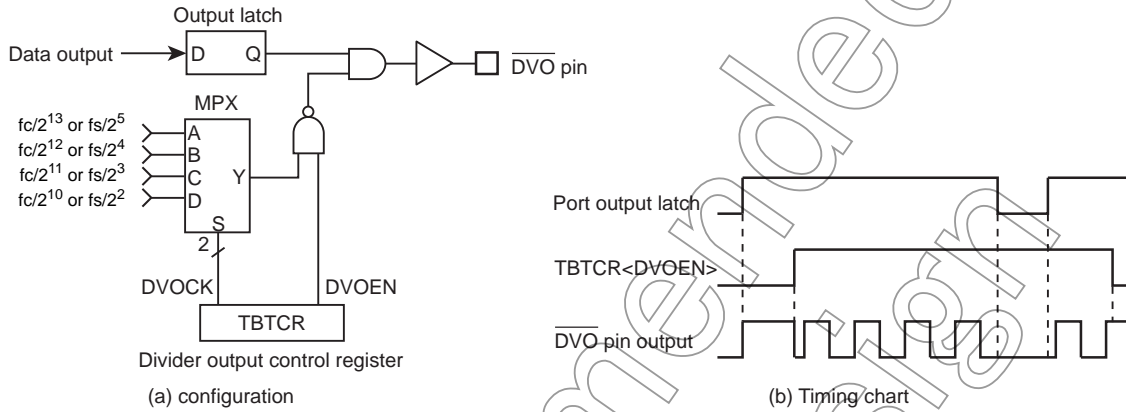 Output latch
Data output
D Q
DVO pin
MPX
fc/2^13 or fs/2^5
fc/2^12 or fs/2^4
fc/2^11 or fs/2^3
fc/2^10 or fs/2^2
A
B
C
D
Y
S
2
DVOCK
DVOEN
TBTCR
Divider output control register
(a) configuration
Port output latch
TBTCR<DVOEN>
DVO pin output
(b) Timing chart
mended
esign